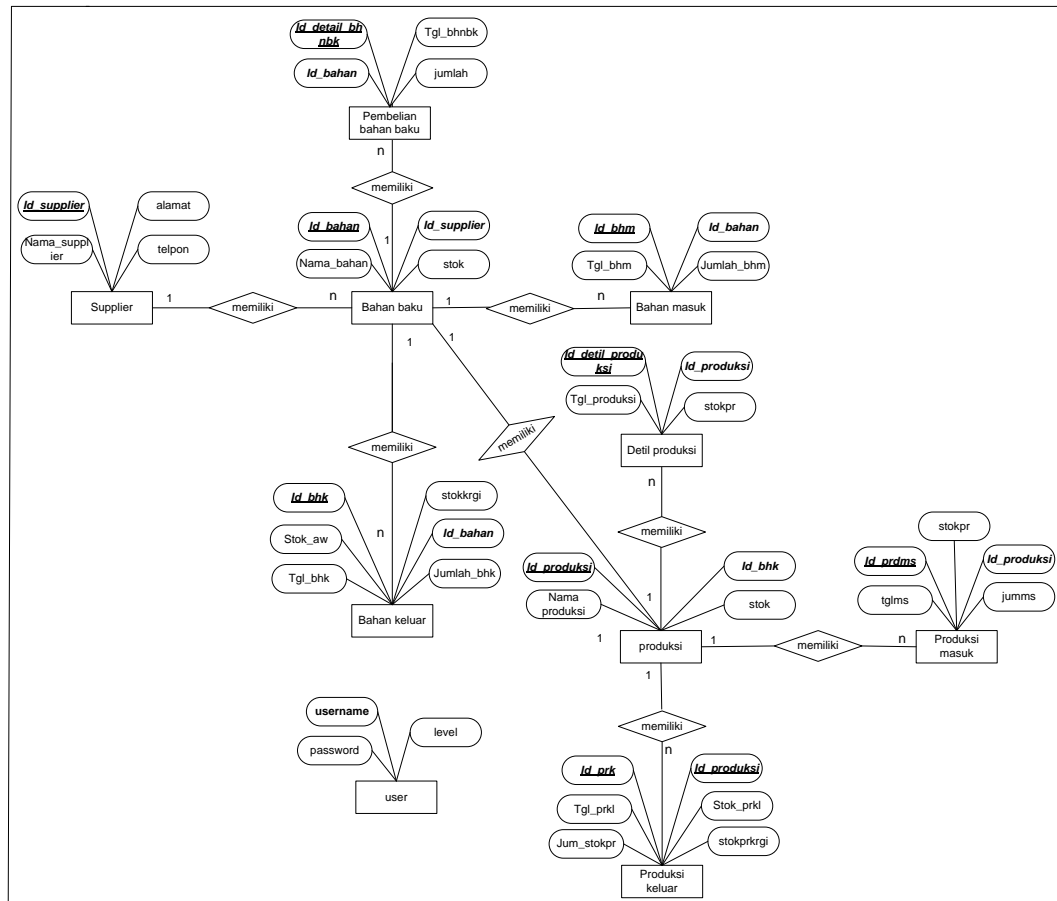 Id_detail_bh
nbk
Tgl_bhnbk
Id_bahan
jumlah
Pembelian
bahan baku
n
memiliki
1
Id_supplier
alamat
Nama_suppl
ier
telpon
Supplier
1
memiliki
n
Id_bahan
Id_supplier
Nama_bahan
stok
Bahan baku
1
memiliki
n
Id_bhm
Id_bahan
Tgl_bhm
Jumlah_bhm
Bahan masuk
1
1
memiliki
memiliki
Id_detil_produ
ksi
Id_produksi
Tgl_produksi
stokpr
Detil produksi
n
memiliki
1
Id_bhk
stokkrgi
Stok_aw
n
Id_bahan
Tgl_bhk
Jumlah_bhk
Bahan keluar
Id_produksi
Id_bhk
Nama
produksi
stok
1
produksi
1
memiliki
n
stokpr
Id_prdms
Id_produksi
tglms
jumms
Produksi
masuk
1
memiliki
n
username
level
password
user
Id_prk
Id_produksi
Tgl_prkl
Stok_prkl
Jum_stokpr
stokprkrgi
Produksi
keluar